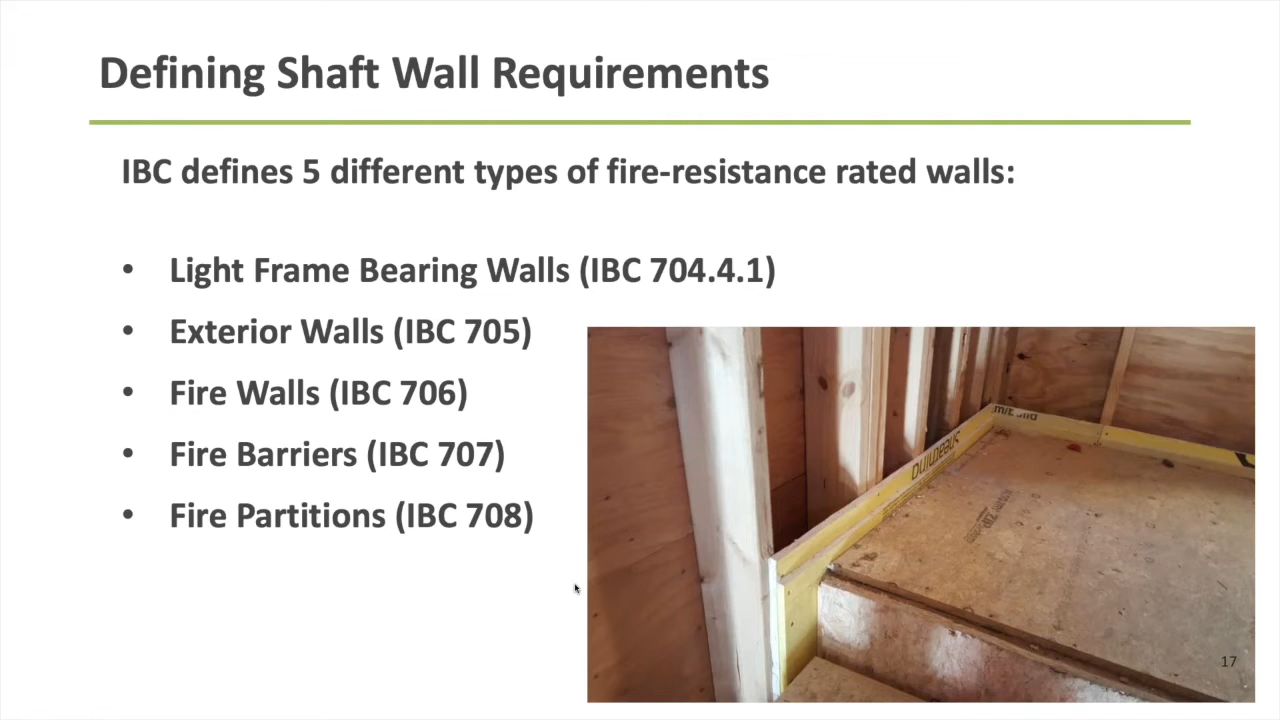 Defining Shaft Wall Requirements
IBC defines 5 different types of fire-resistance rated walls:
• Light Frame Bearing Walls (IBC 704.4.1)
• Exterior Walls (IBC 705)
• Fire Walls (IBC 706)
• Fire Barriers (IBC 707)
• Fire Partitions (IBC 708)
sheathing
17